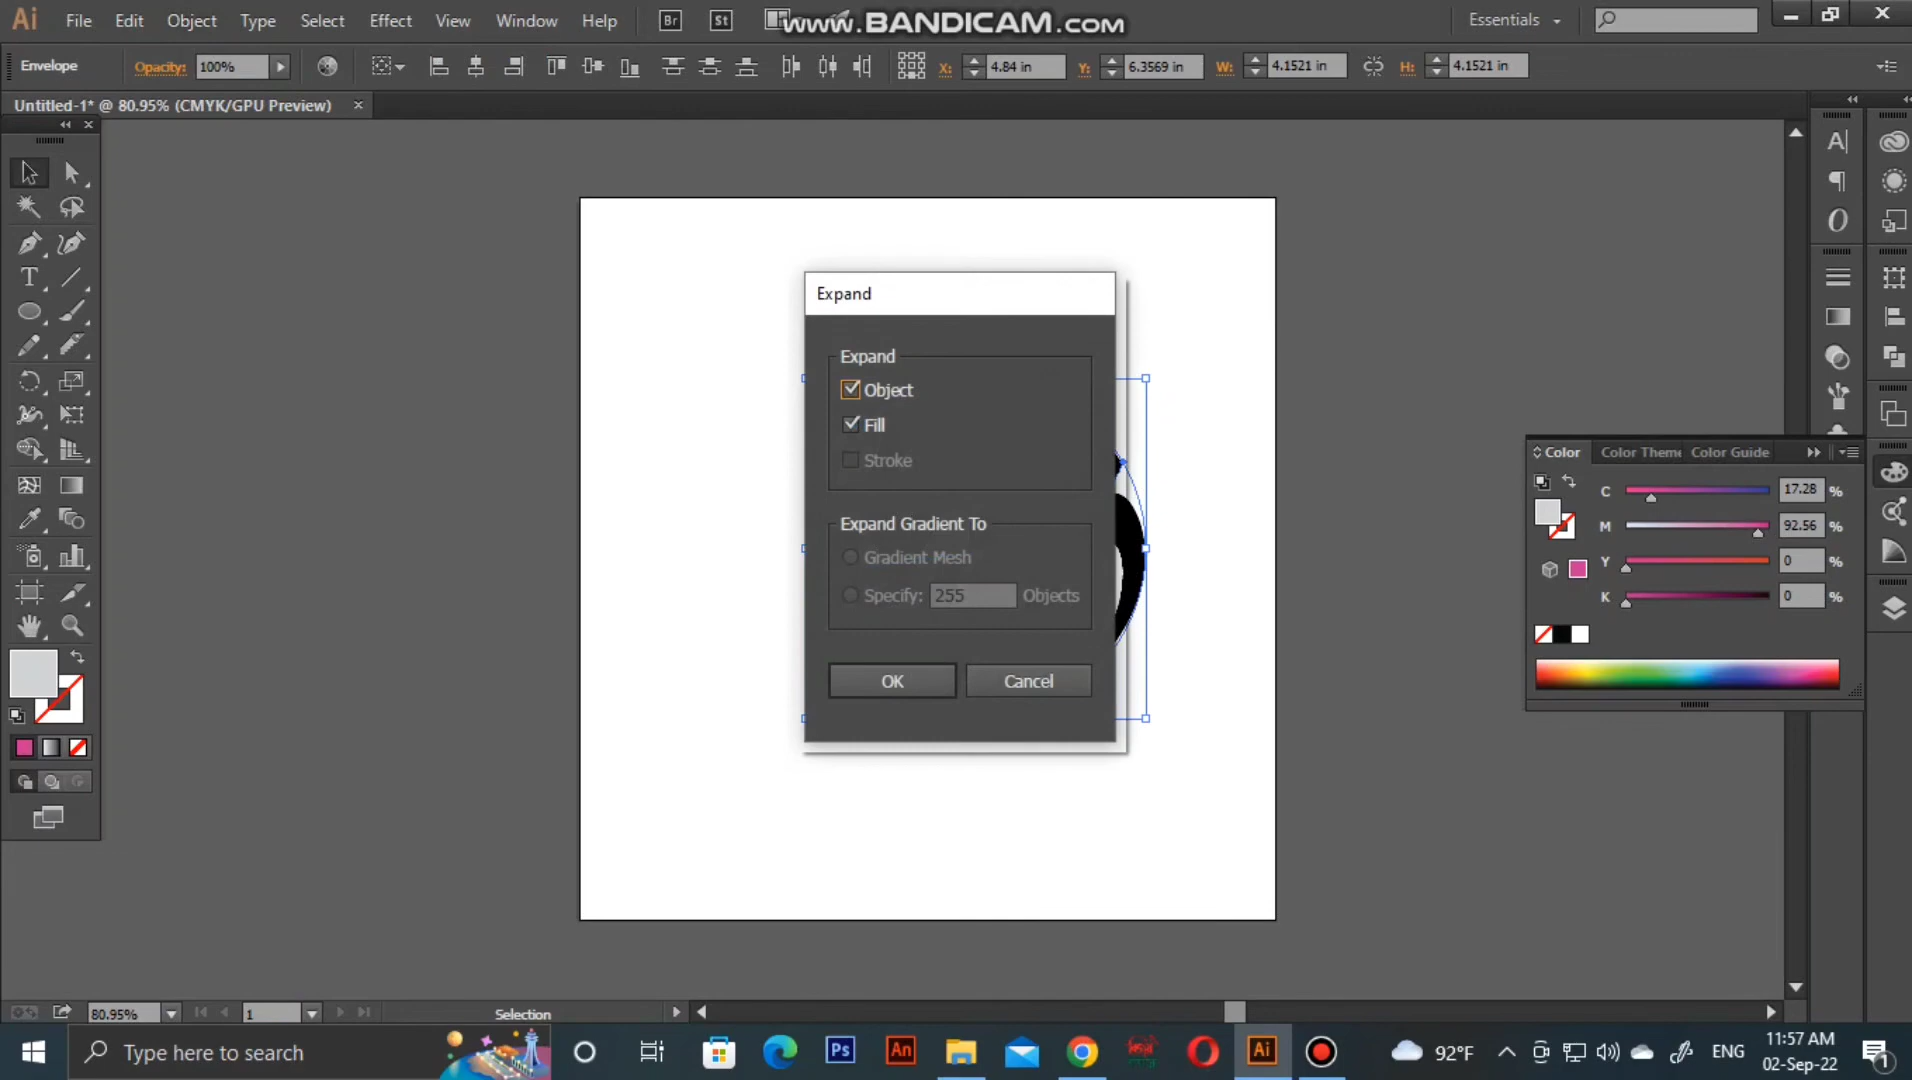 Ai File Edit Object Type Select Effect View Window Help Br St www.BANDICAM.com Essentials
Envelope Opacity: 100% X: 4.84 in Y: 6.3569 in W: 4.1521 in H: 4.1521 in
Untitled-1* @ 80.95% (CMYK/GPU Preview)
Expand
Expand
Object
Fill
Stroke
Expand Gradient To
Gradient Mesh
Specify: 255 Objects
OK Cancel
Color Color Theme Color Guide
C 17.28 %
M 92.56 %
Y 0 %
K 0 %
80.95% 1 Selection
Type here to search Ps An Ai 92°F ENG 11:57 AM
02-Sep-22 1